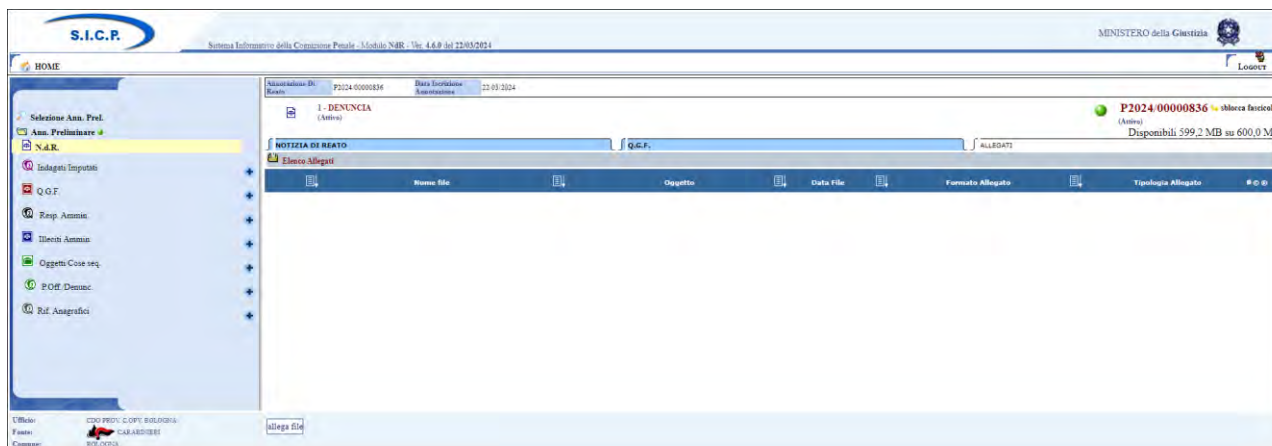 S.I.C.P.
Sistema Informativo della Cognizione Penale - Modulo NdR - Ver. 4.6.0 del 22/03/2024
MINISTERO della Giustizia
HOME
LOGOUT
Annotazione Di Reato
P2024/00000836
Data Iscrizione Annotazione
22/03/2024
1 - DENUNCIA
(Attiva)
P2024/00000836 sblocca fascicol
(Attiva)
Disponibili 599,2 MB su 600,0 M
Selezione Ann. Prel.
Ann. Preliminare
N.d.R.
Indagati/Imputati
Q.G.F.
Resp. Ammin.
Illeciti Ammin.
Oggetti/Cose seq.
P.Off./Denunc.
Rif. Anagrafici
NOTIZIA DI REATO
Q.G.F.
ALLEGATI
Elenco Allegati
Nome file
Oggetto
Data File
Formato Allegato
Tipologia Allegato
Ufficio: CDO PROV. C.OPV. BOLOGNA
Fonte: CARABINIERI
Comune: BOLOGNA
allega file